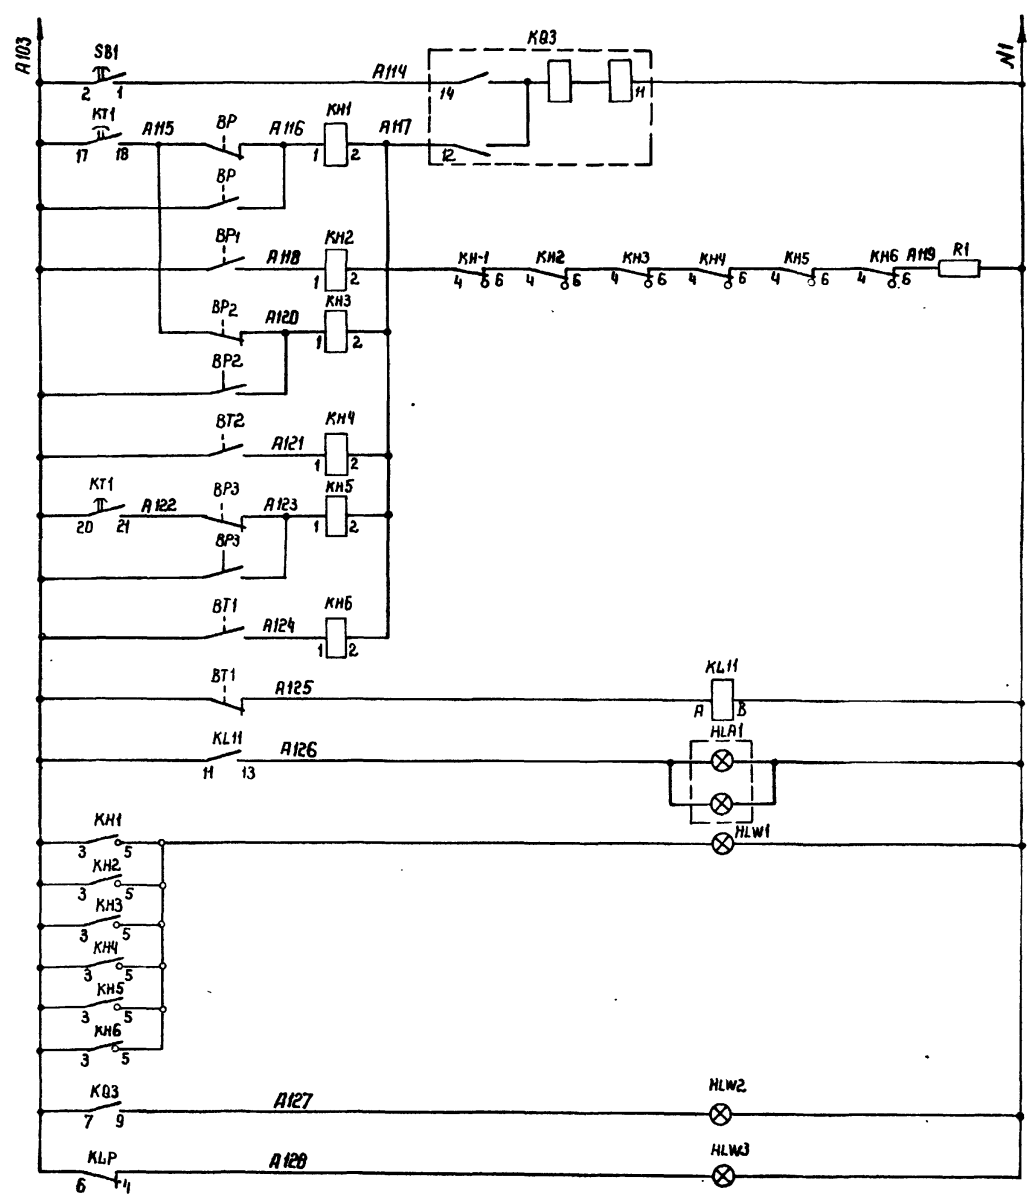 A103
N1
SB1
2 1
A114
KQ3
14
11
KT1
17 18
A115
BP
A116
KH1
1 2
A117
12
BP
BP1
A118
KH2
1 2
KH-1
4 6
KH2
4 6
KH3
4 6
KH4
4 6
KH5
4 6
KH6
4 6
A119
R1
BP2
A120
KH3
1 2
BP2
BT2
A121
KH4
1 2
KT1
20 21
A122
BP3
A123
KH5
1 2
BP3
BT1
A124
KH6
1 2
BT1
A125
KL11
A B
KL11
11 13
A126
HLA1
HLW1
KH1
3 5
KH2
3 5
KH3
3 5
KH4
3 5
KH5
3 5
KH6
3 5
KQ3
7 9
A127
HLW2
KLP
6 4
A128
HLW3